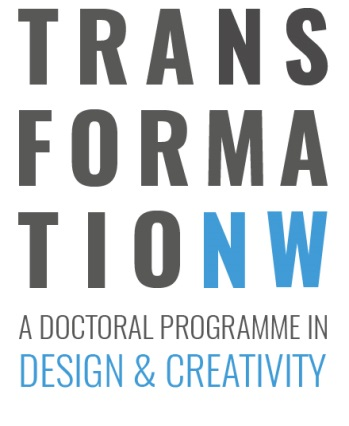 TRANS
FORMA
TIONW
A DOCTORAL PROGRAMME IN
DESIGN & CREATIVITY